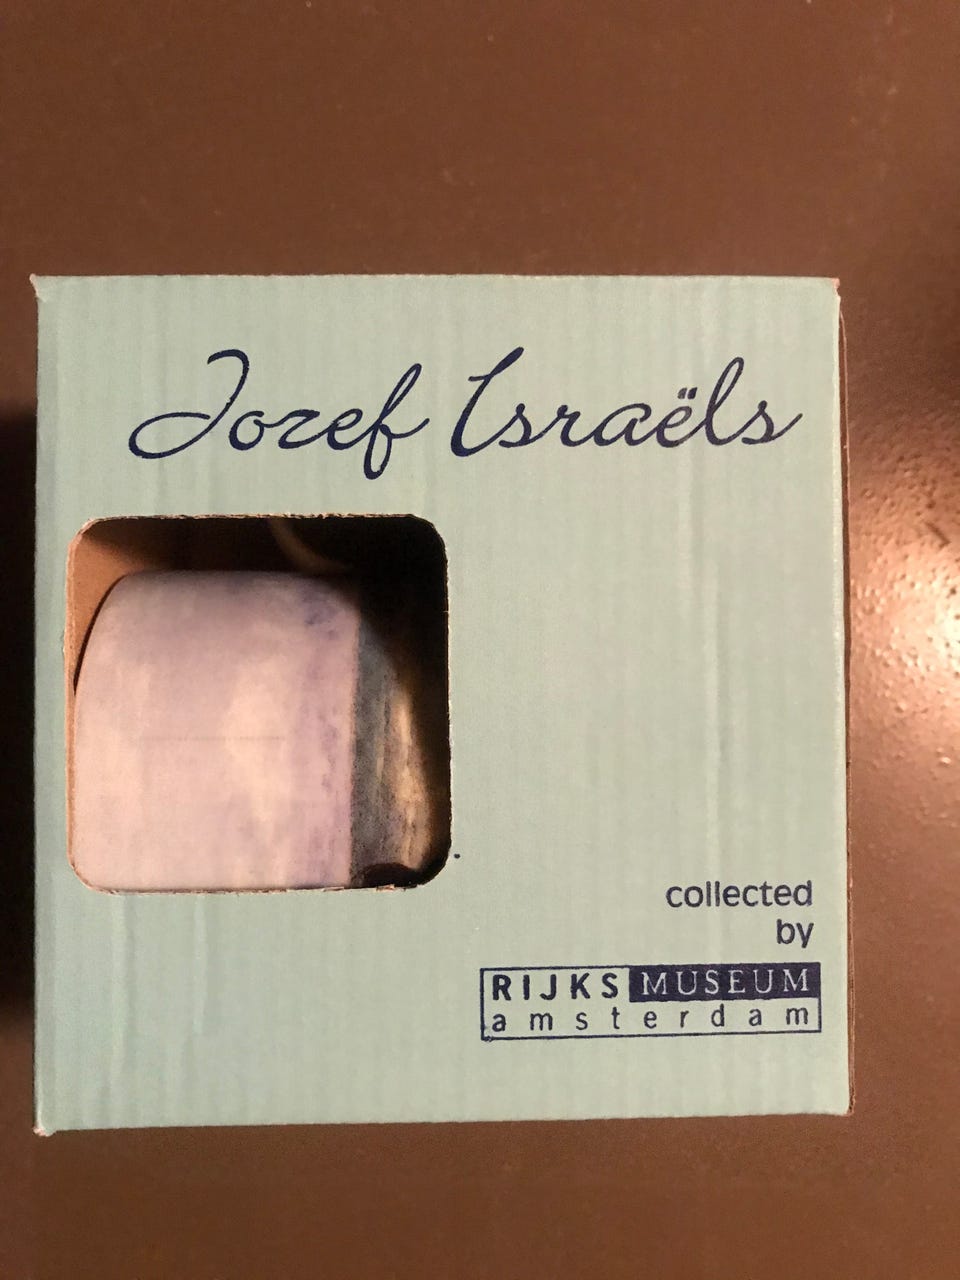 Jozef Israëls
collected
by
RIJKS MUSEUM
amsterdam